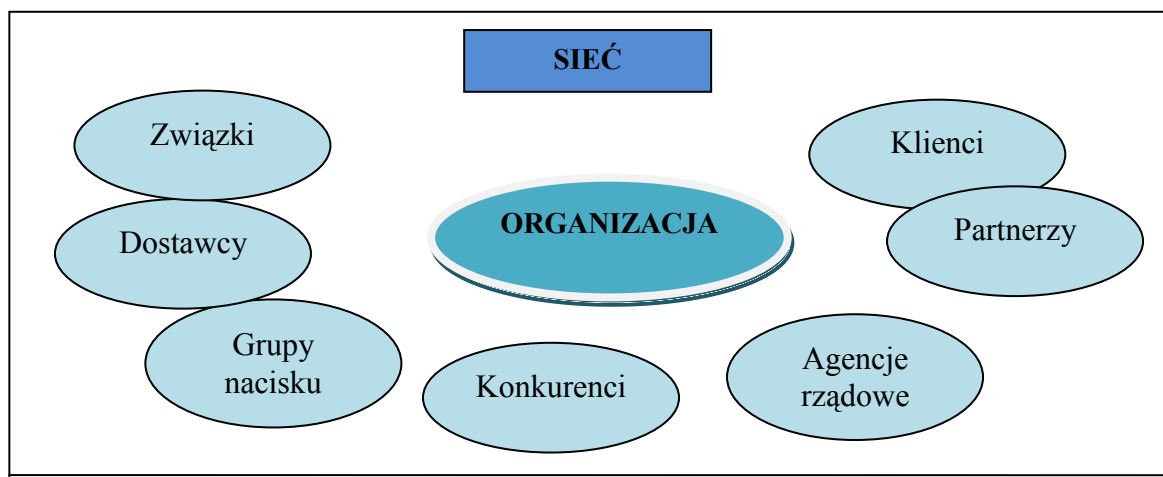 SIEĆ
Związki
Klienci
ORGANIZACJA
Partnerzy
Dostawcy
Grupy
nacisku
Konkurenci
Agencje
rządowe